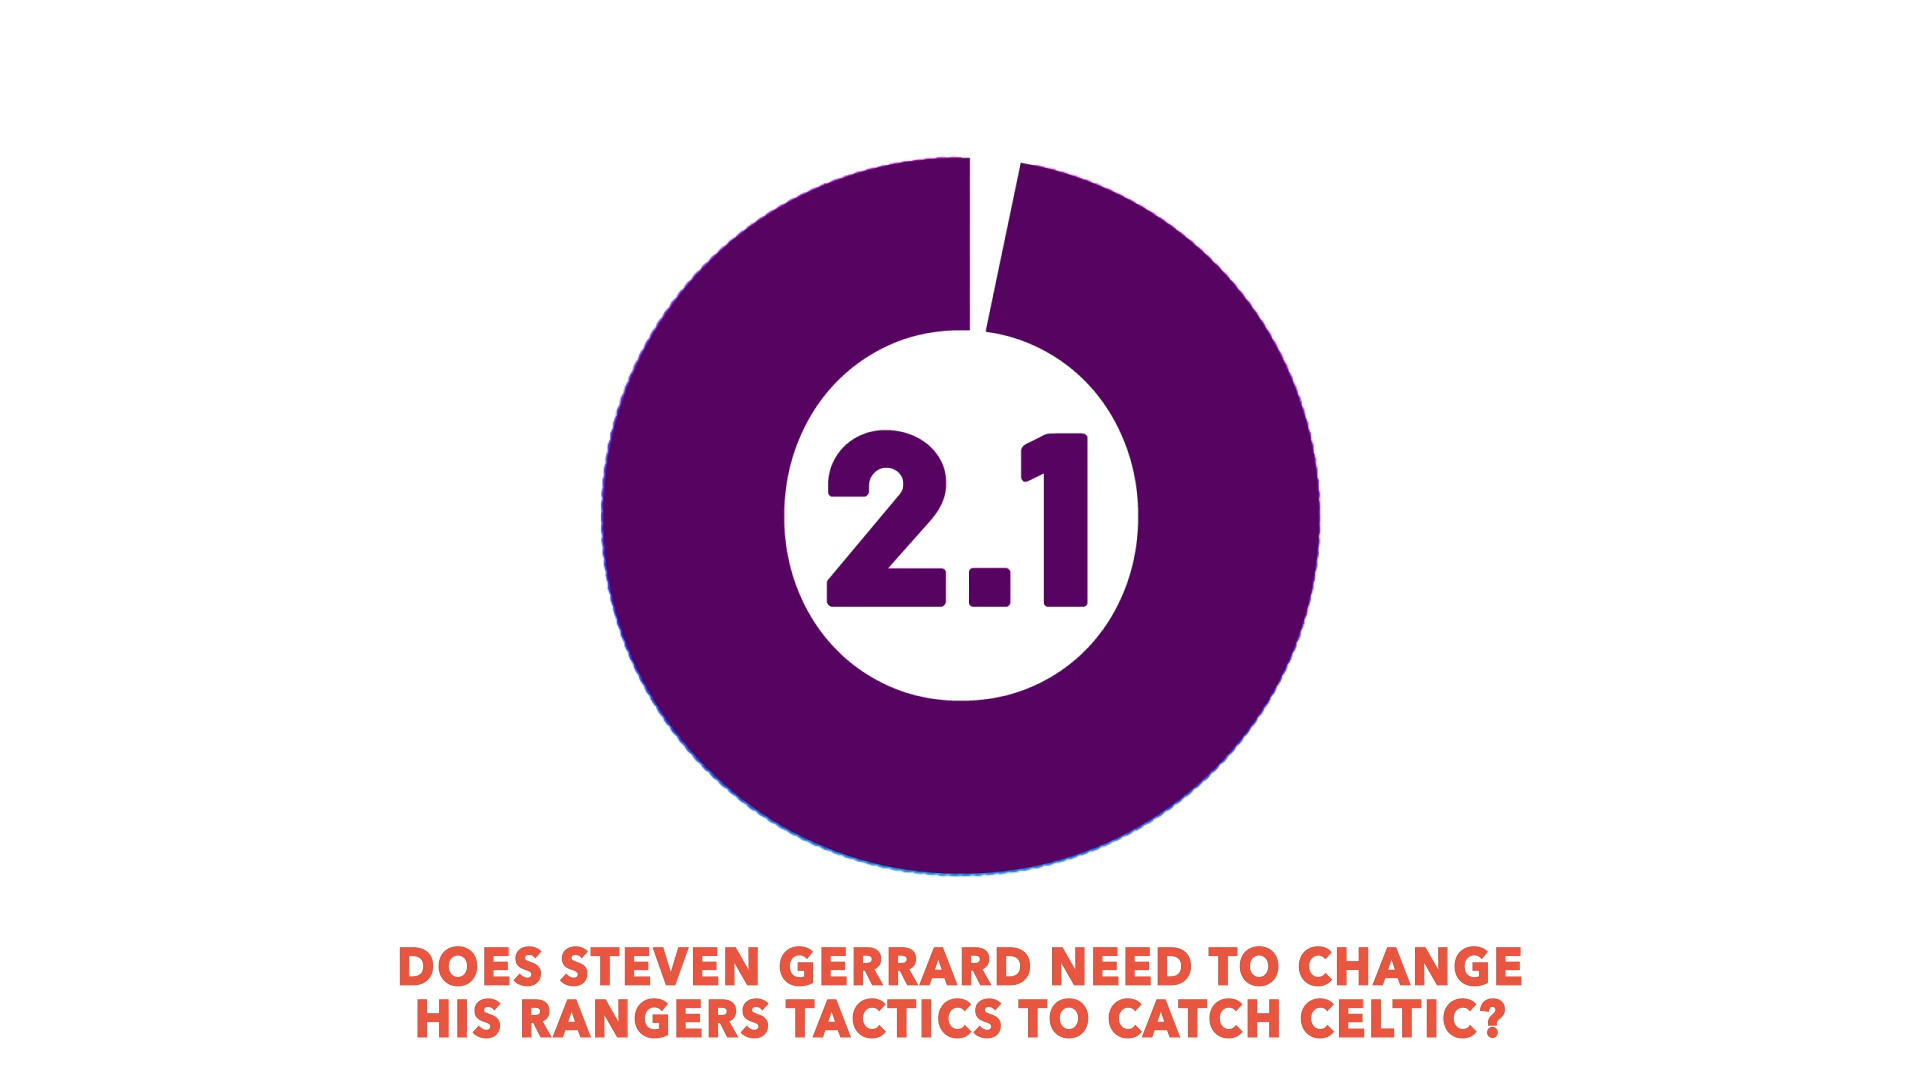 2.1
DOES STEVEN GERRARD NEED TO CHANGE
HIS RANGERS TACTICS TO CATCH CELTIC?